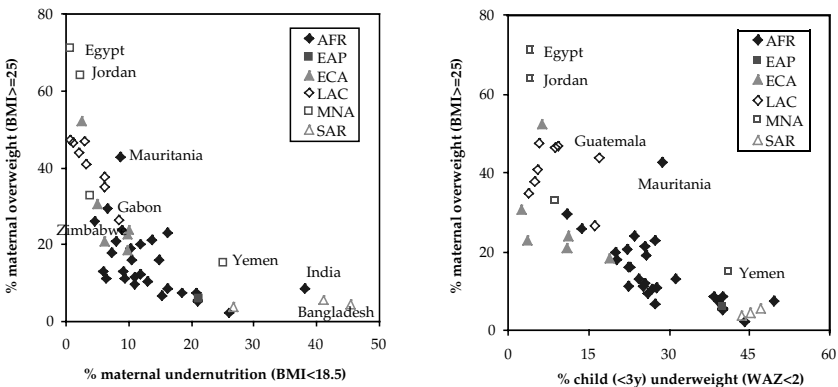 80
60
40
20
0
% maternal overweight (BMI>=25)
Egypt
Jordan
Mauritania
Gabon
Zimbabw
Yemen
India
Bangladesh
AFR
EAP
ECA
LAC
MNA
SAR
0 10 20 30 40 50
% maternal undernutrition (BMI<18.5)
80
60
40
20
0
% maternal overweight (BMI>=25)
Egypt
Jordan
Guatemala
Mauritania
Yemen
AFR
EAP
ECA
LAC
MNA
SAR
0 15 30 45 60
% child (<3y) underweight (WAZ<2)